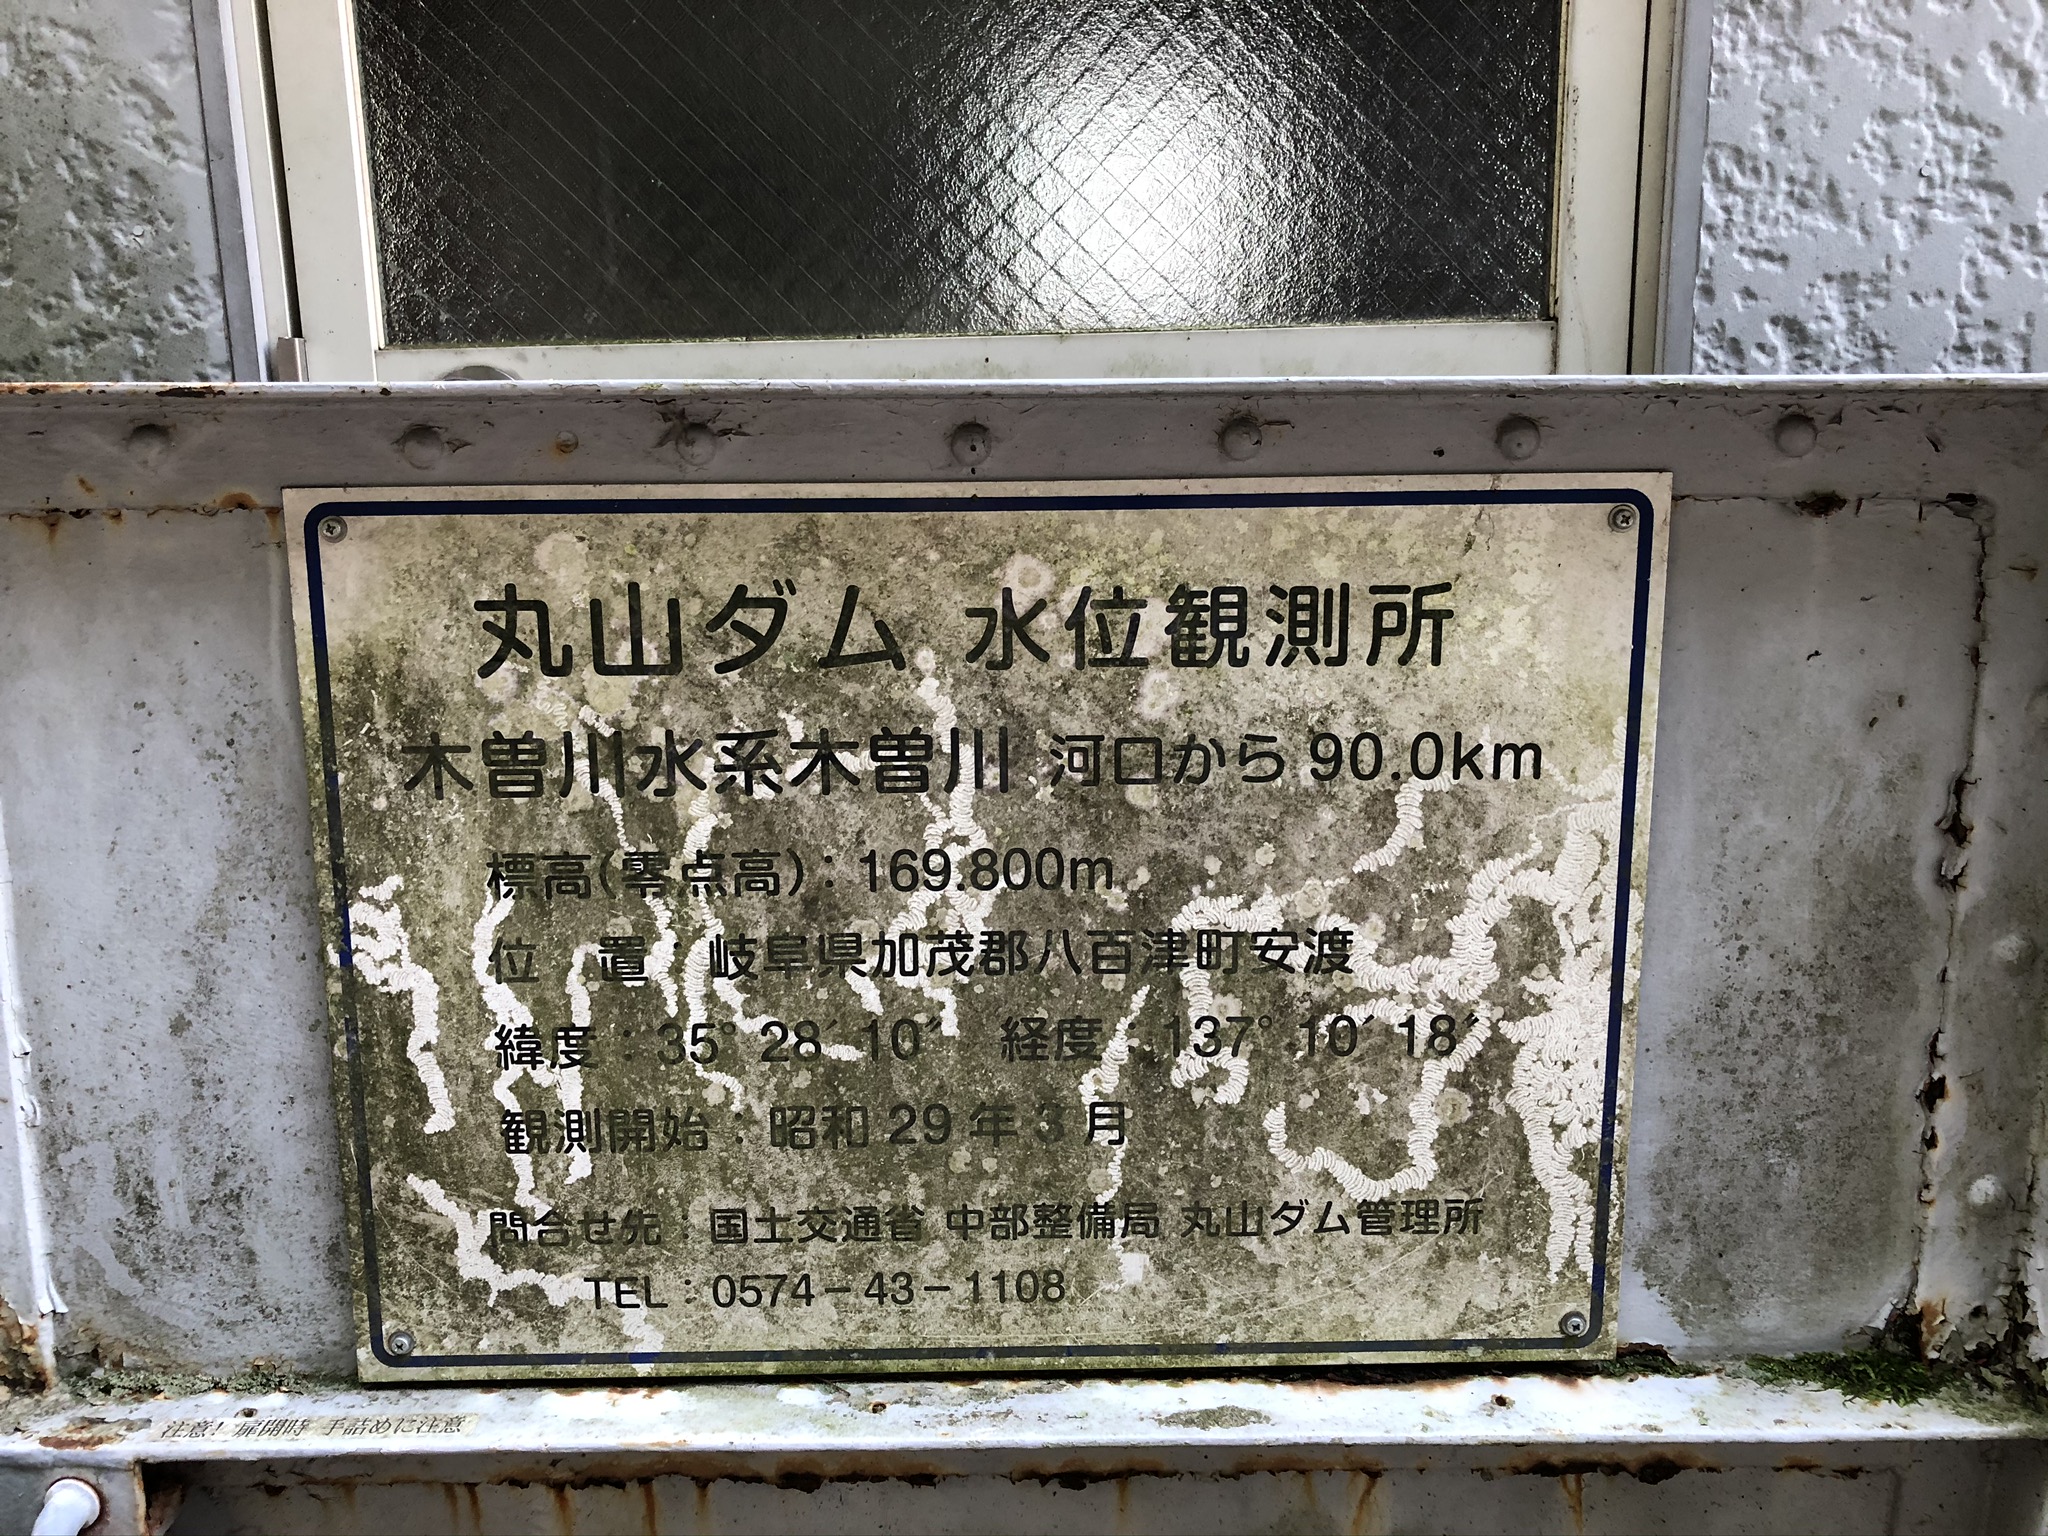 丸山ダム 水位観測所
木曽川水系木曽川 河口から 90.0km
標高(零点高): 169.800m
位 置: 岐阜県加茂郡八百津町安渡
緯度: 35° 28′ 10″ 経度: 137° 10′ 18″
観測開始: 昭和 29 年 3 月
問合せ先: 国土交通省 中部整備局 丸山ダム管理所
TEL: 0574-43-1108
注意! 扉開時 手詰めに注意